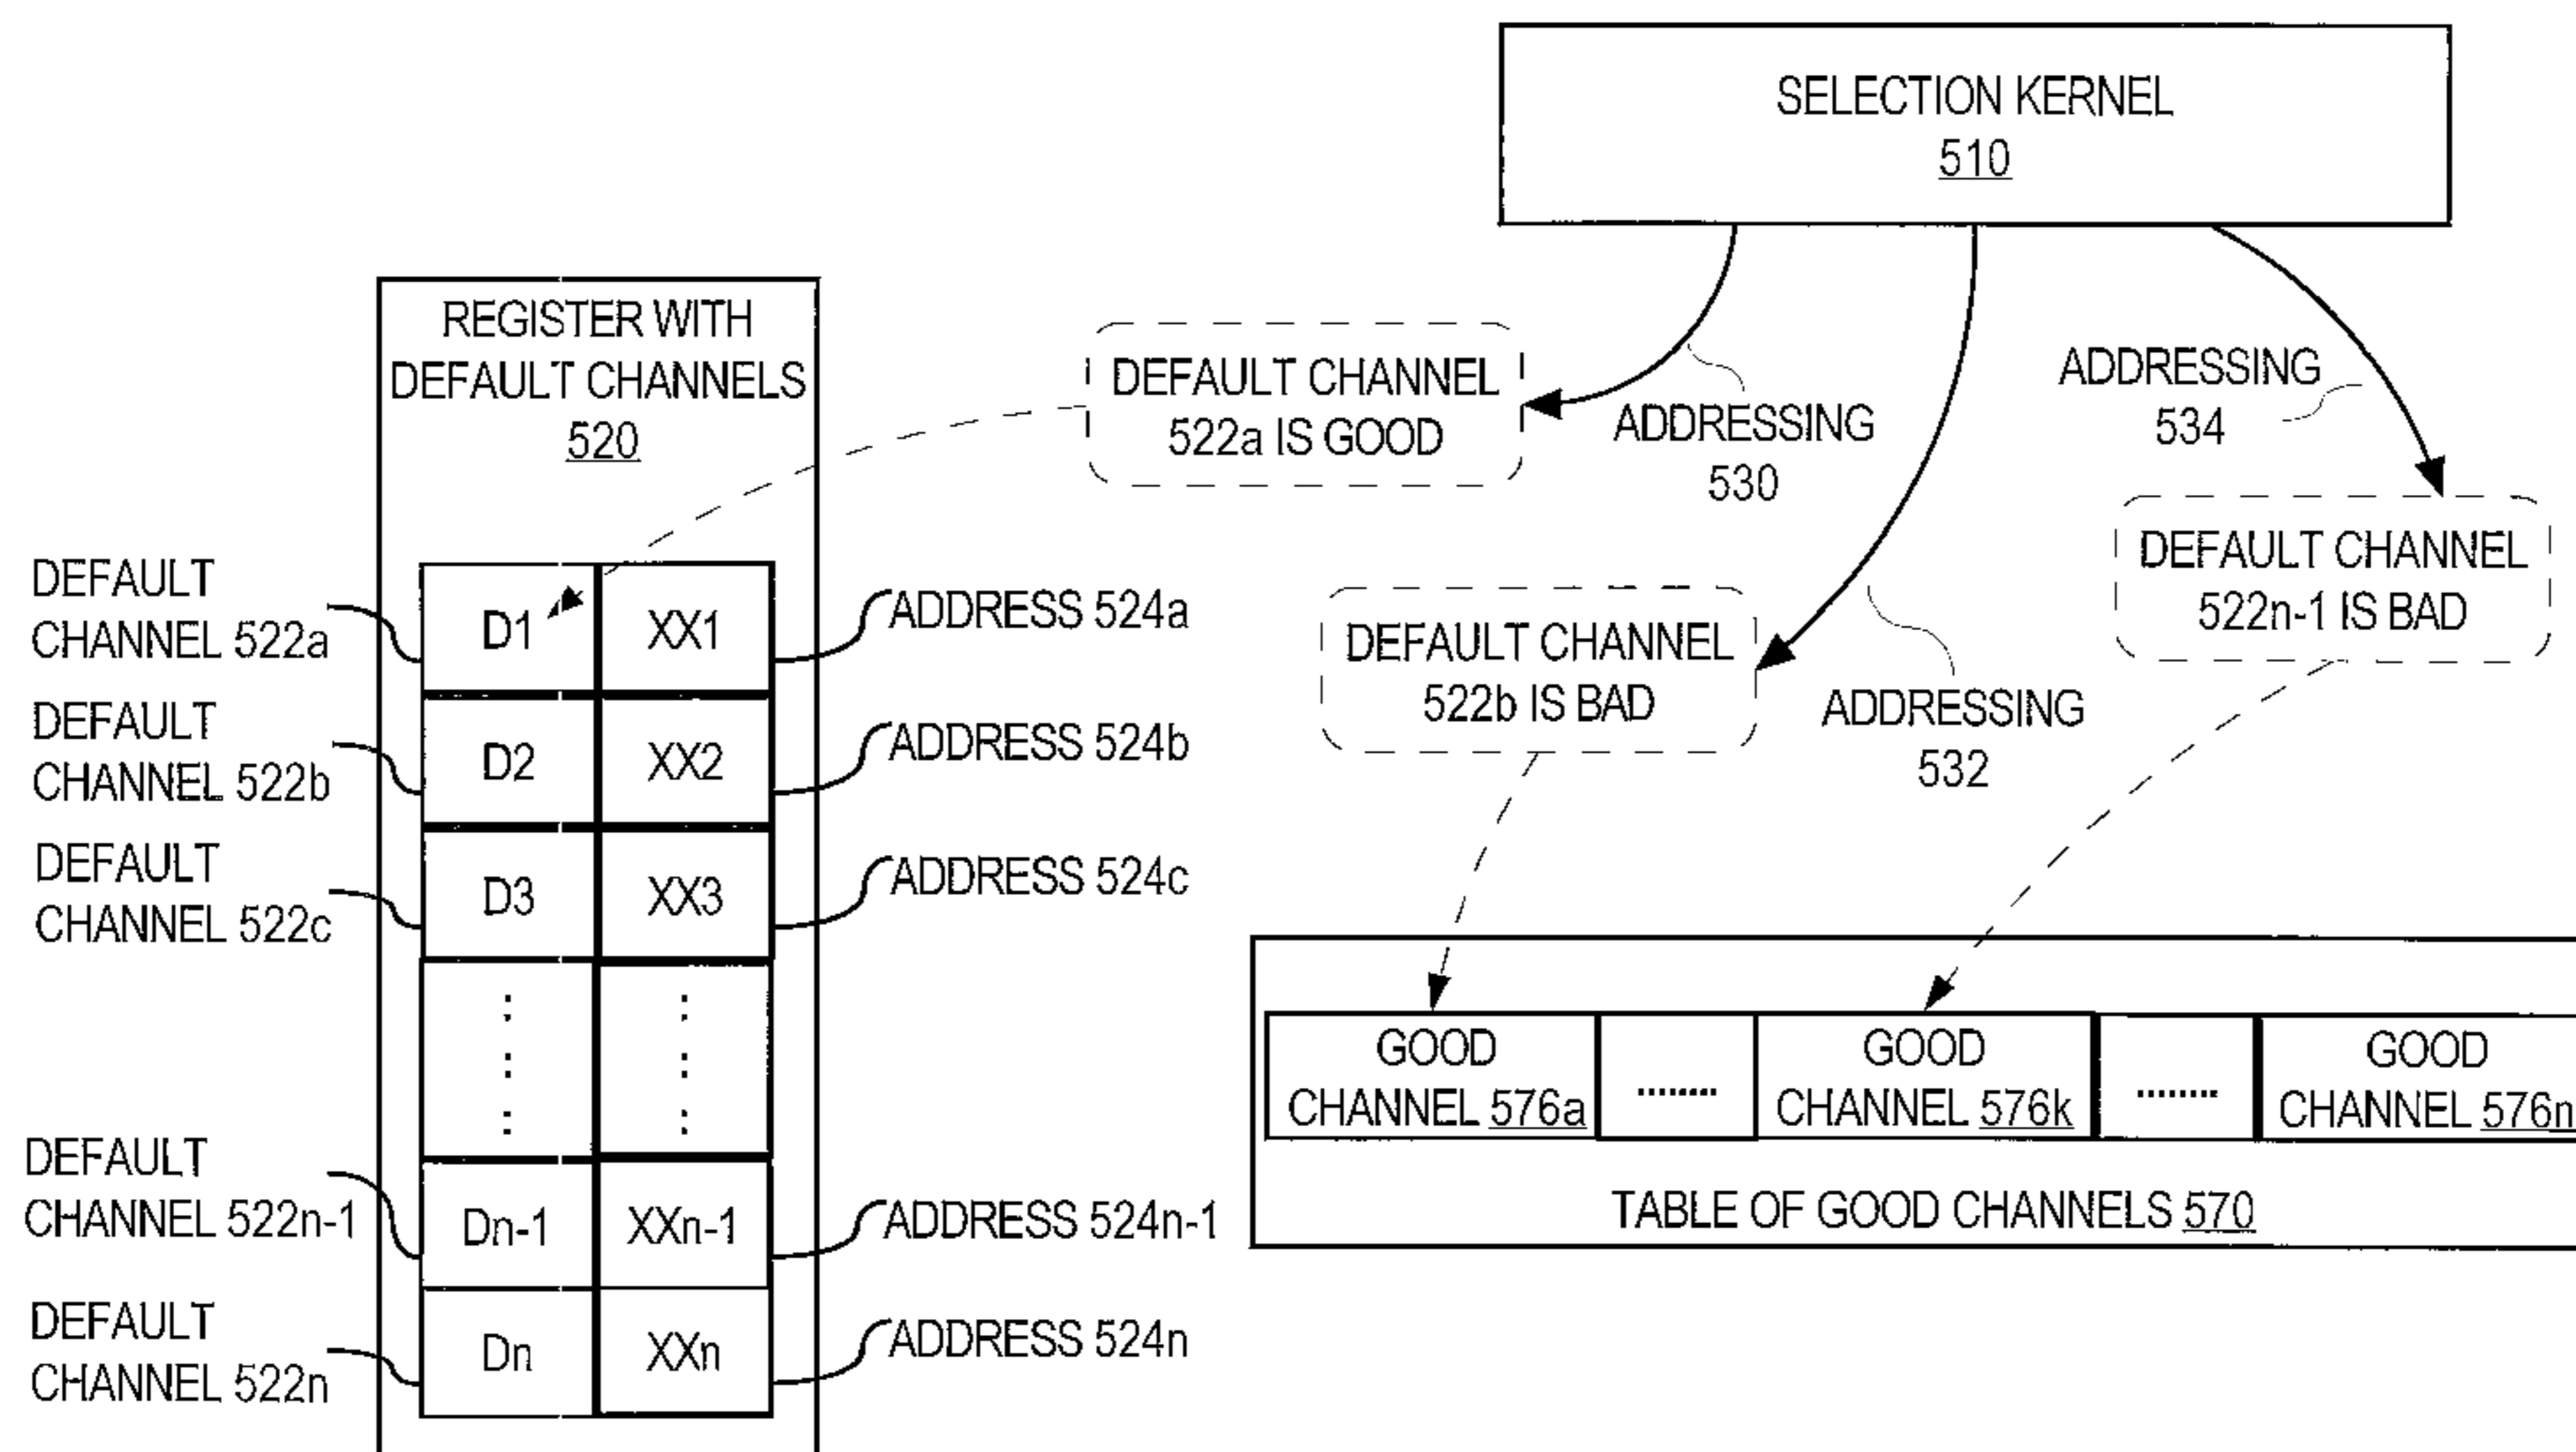 SELECTION KERNEL
510
REGISTER WITH
DEFAULT CHANNELS
520
DEFAULT CHANNEL
522a IS GOOD
ADDRESSING
530
ADDRESSING
534
DEFAULT CHANNEL
522n-1 IS BAD
DEFAULT CHANNEL
522b IS BAD
ADDRESSING
532
DEFAULT
CHANNEL 522a
D1
XX1
ADDRESS 524a
DEFAULT
CHANNEL 522b
D2
XX2
ADDRESS 524b
DEFAULT
CHANNEL 522c
D3
XX3
ADDRESS 524c
DEFAULT
CHANNEL 522n-1
Dn-1
XXn-1
ADDRESS 524n-1
DEFAULT
CHANNEL 522n
Dn
XXn
ADDRESS 524n
GOOD
CHANNEL 576a
........
GOOD
CHANNEL 576k
........
GOOD
CHANNEL 576n
TABLE OF GOOD CHANNELS 570